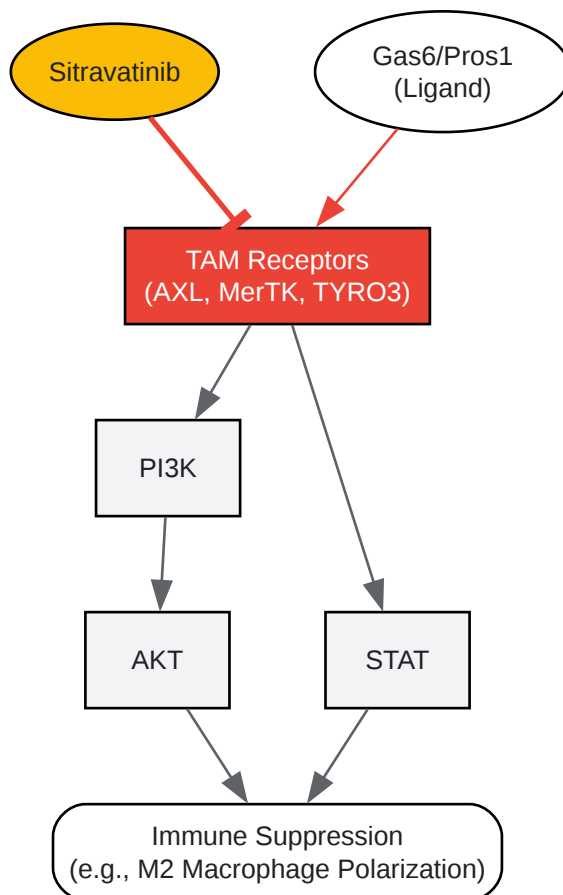 Sitravatinib
Gas6/Pros1
(Ligand)
TAM Receptors
(AXL, MerTK, TYRO3)
PI3K
AKT
STAT
Immune Suppression
(e.g., M2 Macrophage Polarization)